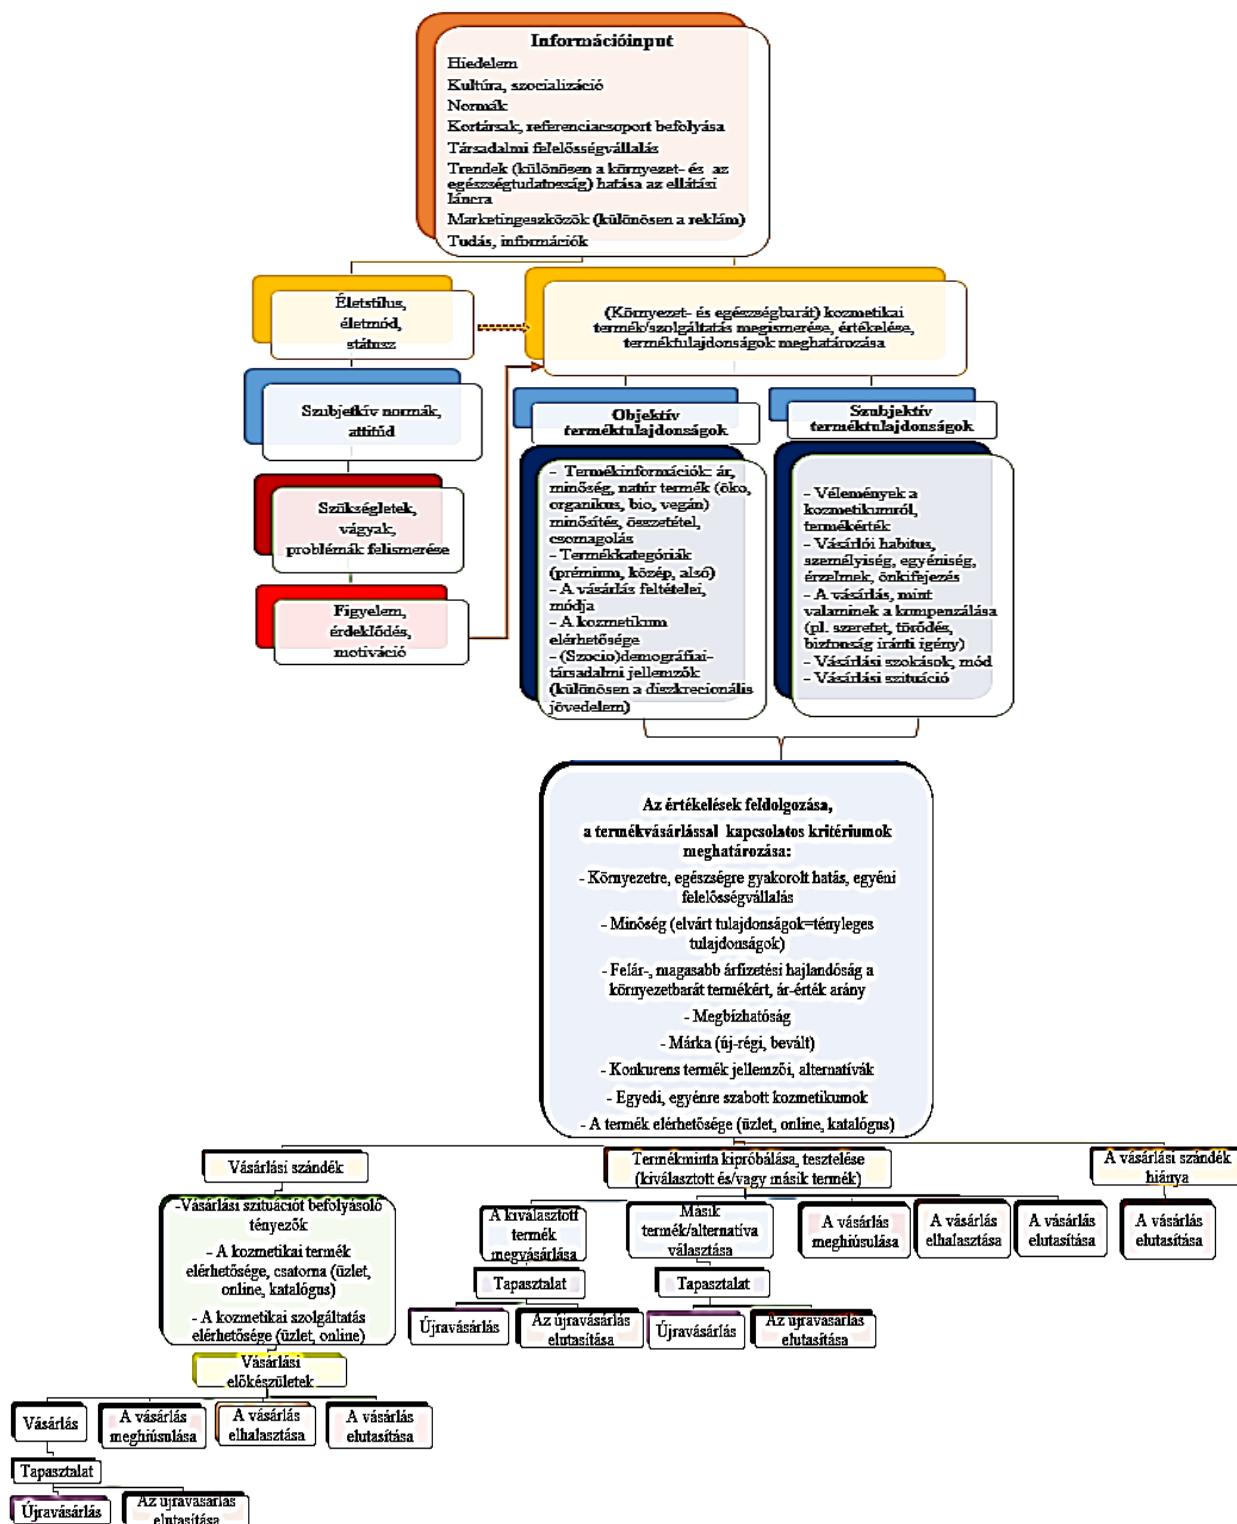 Információinput
Hiedelem
Kultúra, szocializáció
Normák
Kortársak, referenciacsoport befolyása
Társadalmi felelősségvállalás
Trendek (különösen a környezet- és az
egészségtudatosság) hatása az ellátási
láncra
Marketingeszközök (különösen a reklám)
Tudás, információk
Életstílus,
életmód,
státusz
(Környezet- és egészségbarát) kozmetikai
termék/szolgáltatás megismerése, értékelése,
terméktulajdonságok meghatározása
Szubjetkív normák,
attitűd
Szükségletek,
vágyak,
problémák felismerése
Figyelem,
érdeklődés,
motiváció
Objektív
terméktulajdonságok
Szubjektív
terméktulajdonságok
- Termékinformációk: ár,
minőség, natúr termék (öko,
organikus, bio, vegán)
minősítés, összetétel,
csomagolás
- Termékkategóriák
(prémium, közép, alsó)
- A vásárlás feltételei,
módja
- A kozmetikum
elérhetősége
- (Szocio)demográfiai-
társadalmi jellemzők
(különösen a diszkrecionális
jövedelem)
- Vélemények a
kozmetikumról,
termékérték
- Vásárlói habitus,
személyiség, egyéniség,
érzelmek, önkifejezés
- A vásárlás, mint
valaminek a kompenzálása
(pl. szeretet, törődés,
biztonság iránti igény)
- Vásárlási szokások, mód
- Vásárlási szituáció
Az értékelések feldolgozása,
a termékvásárlással kapcsolatos kritériumok
meghatározása:
- Környezetre, egészségre gyakorolt hatás, egyéni
felelősségvállalás
- Minőség (elvárt tulajdonságok=tényleges
tulajdonságok)
- Felár-, magasabb árfizetési hajlandóság a
környezetbarát termékért, ár-érték arány
- Megbízhatóság
- Márka (új-régi, bevált)
- Konkurens termék jellemzői, alternatívák
- Egyedi, egyénre szabott kozmetikumok
- A termék elérhetősége (üzlet, online, katalógus)
Vásárlási szándék
Termékminta kipróbálása, tesztelése
(kiválasztott és/vagy másik termék)
A vásárlási szándék
hiánya
-Vásárlási szituációt befolyásoló
tényezők
- A kozmetikai termék
elérhetősége, csatorna (üzlet,
online, katalógus)
- A kozmetikai szolgáltatás
elérhetősége (üzlet, online)
A kiválasztott
termék
megvásárlása
Másik
termék/alternatíva
választása
A vásárlás
meghiúsulása
A vásárlás
elhalasztása
A vásárlás
elutasítása
A vásárlás
elutasítása
Tapasztalat
Tapasztalat
Újravásárlás
Az újravásárlás
elutasítása
Újravásárlás
Az újravásárlás
elutasítása
Vásárlási
előkészületek
Vásárlás
A vásárlás
meghiúsulása
A vásárlás
elhalasztása
A vásárlás
elutasítása
Tapasztalat
Újravásárlás
Az újravásárlás
elutasítása